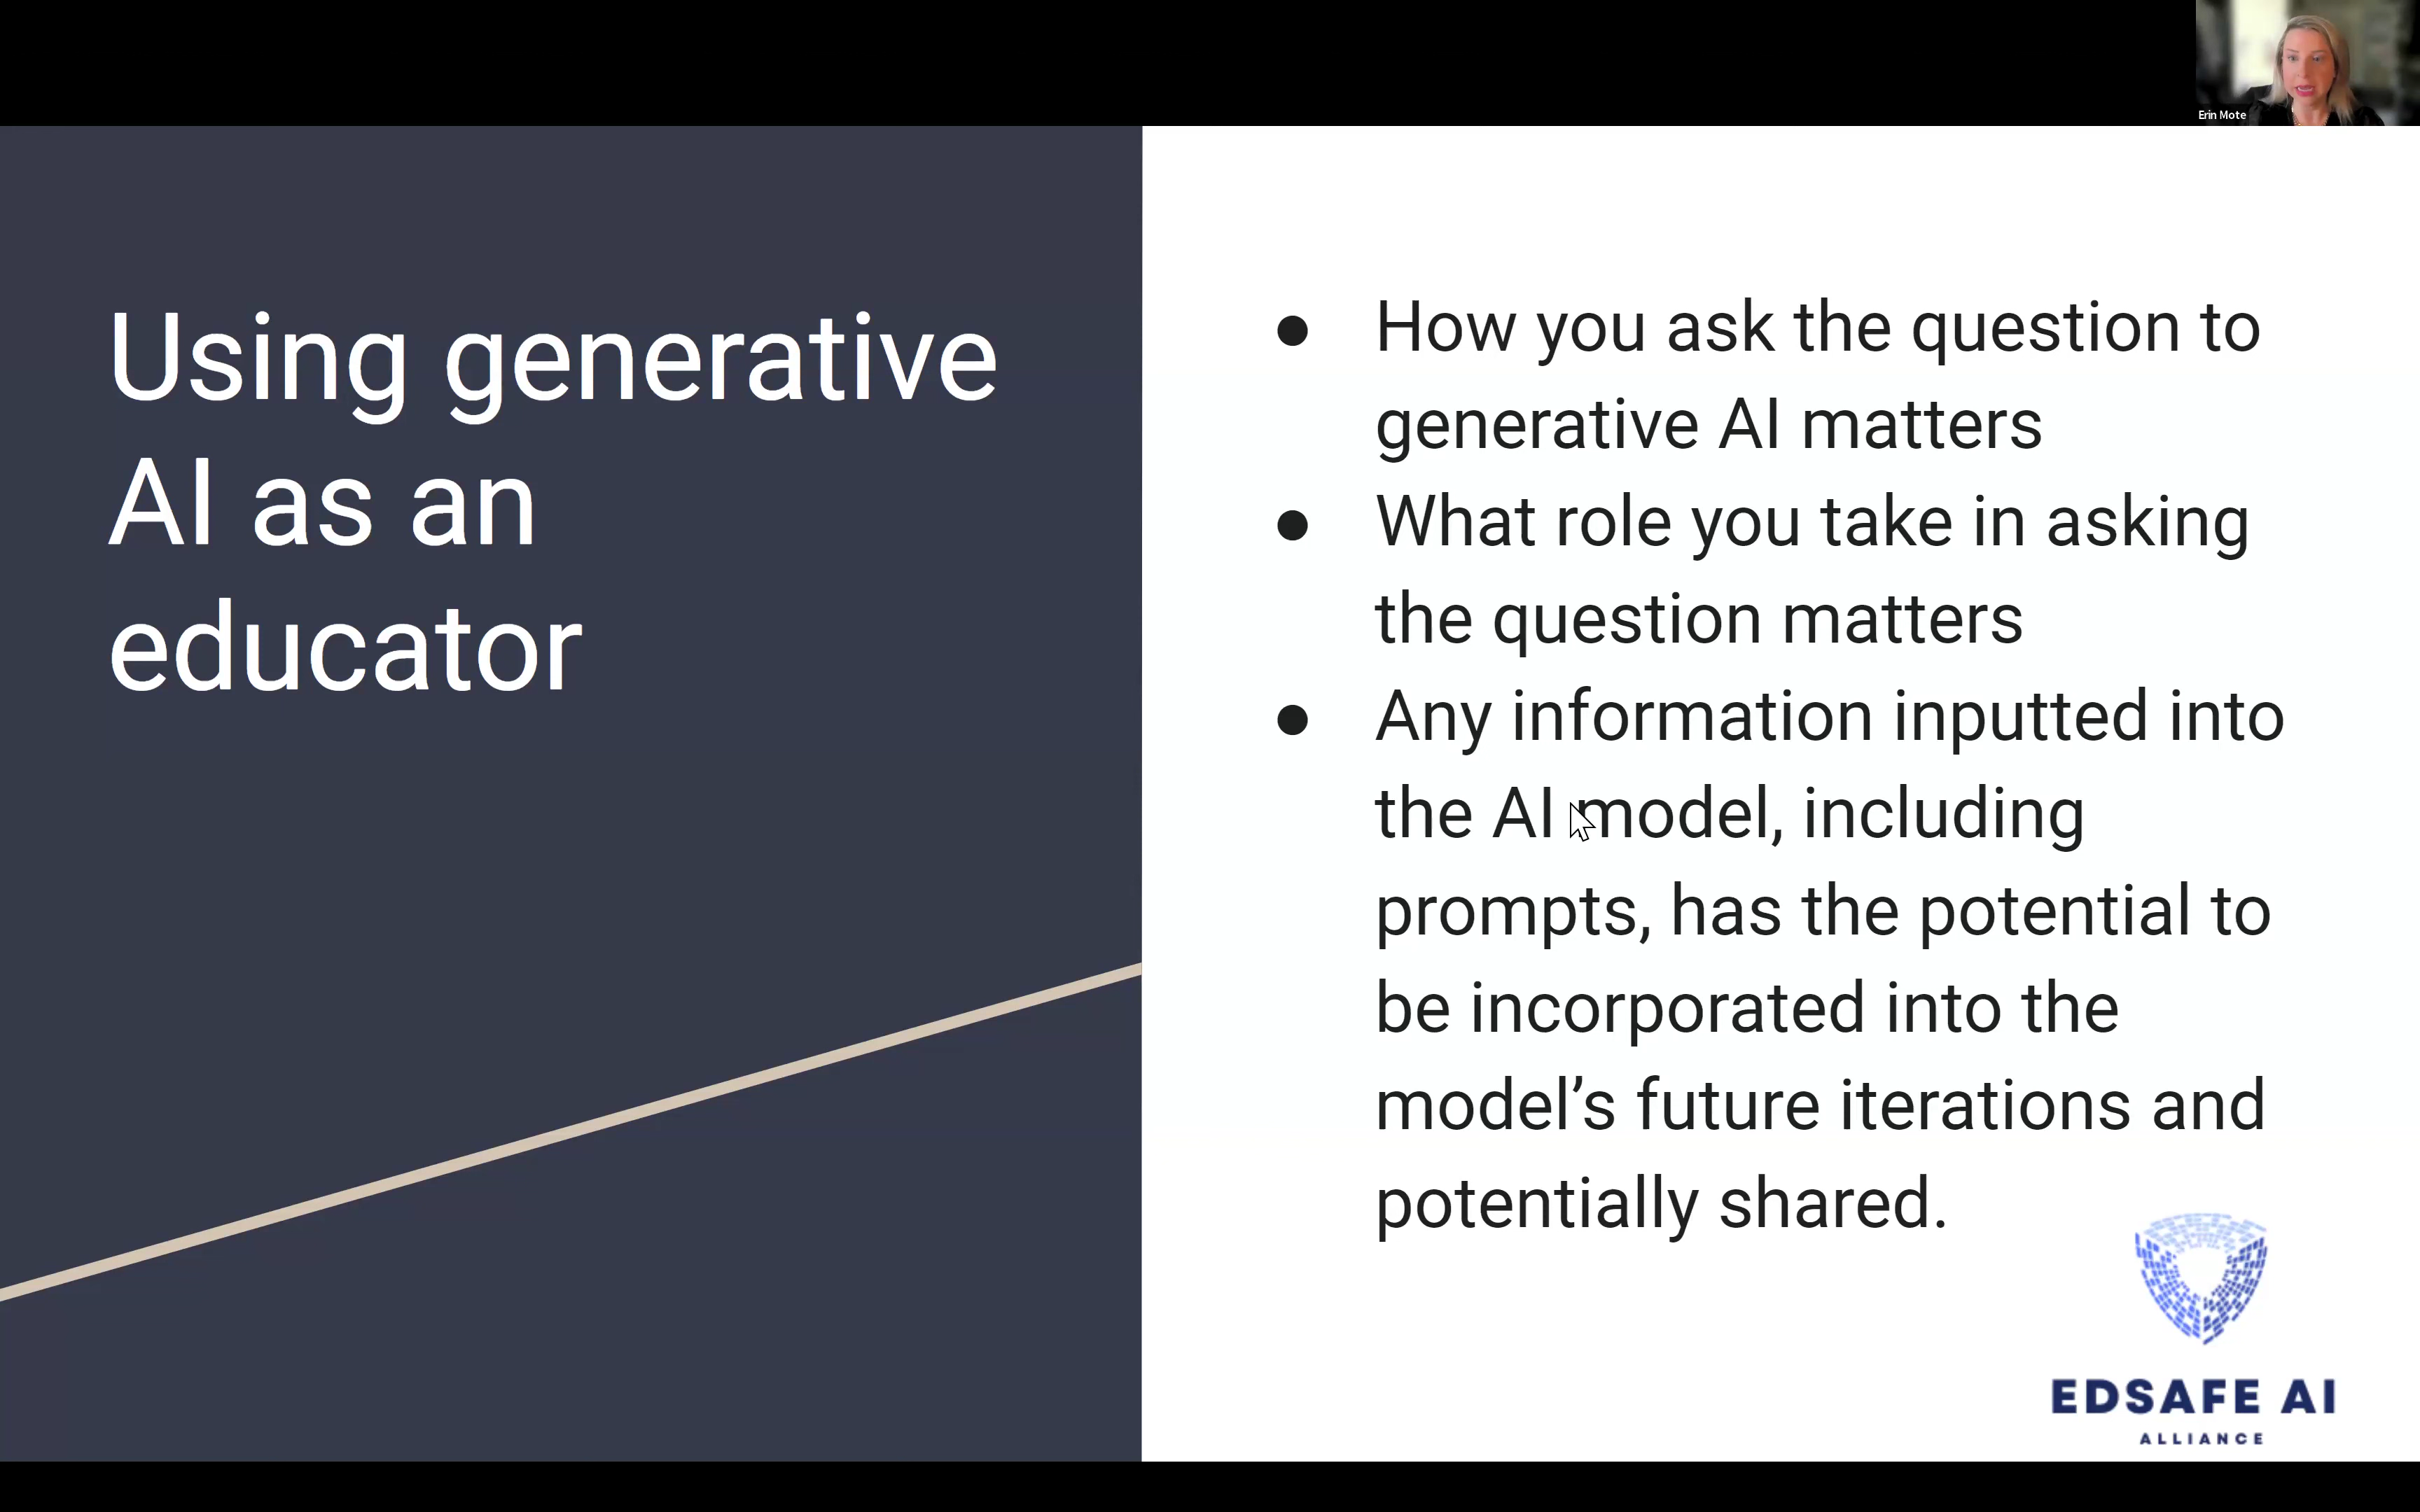 Erin Mote
Using generative
AI as an
educator
● How you ask the question to
generative AI matters
● What role you take in asking
the question matters
● Any information inputted into
the AI model, including
prompts, has the potential to
be incorporated into the
model’s future iterations and
potentially shared.
EDSAFE AI
ALLIANCE